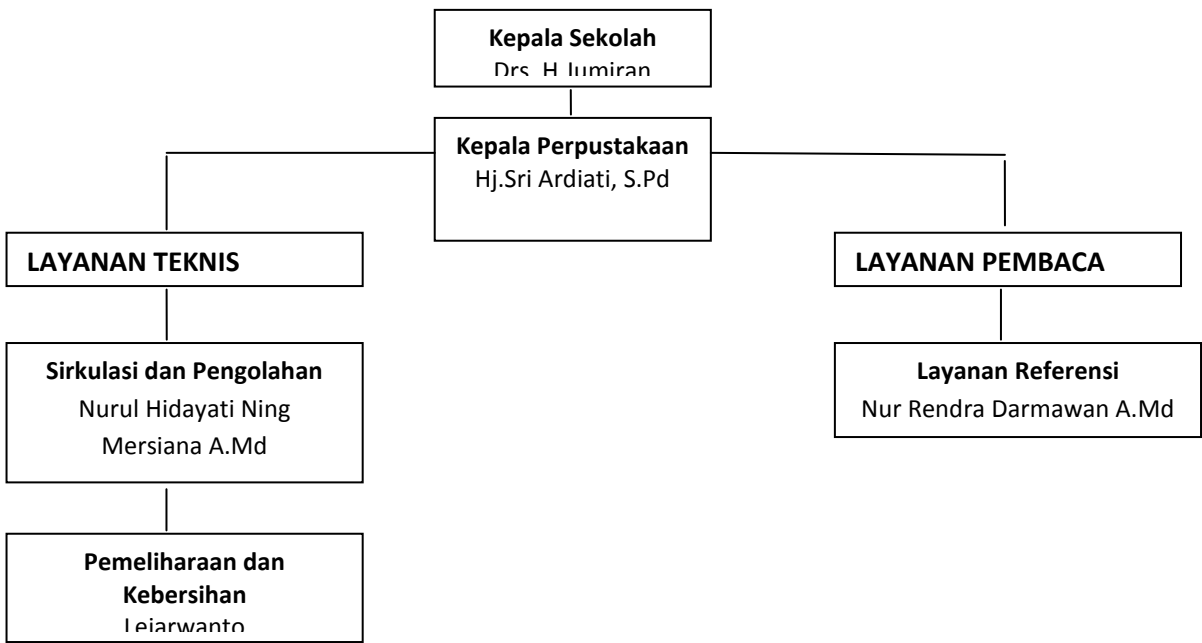 Kepala Sekolah
Drs. H Jumiran
Kepala Perpustakaan
Hj.Sri Ardiati, S.Pd
LAYANAN TEKNIS
LAYANAN PEMBACA
Sirkulasi dan Pengolahan
Nurul Hidayati Ning
Mersiana A.Md
Layanan Referensi
Nur Rendra Darmawan A.Md
Pemeliharaan dan
Kebersihan
Lejarwanto